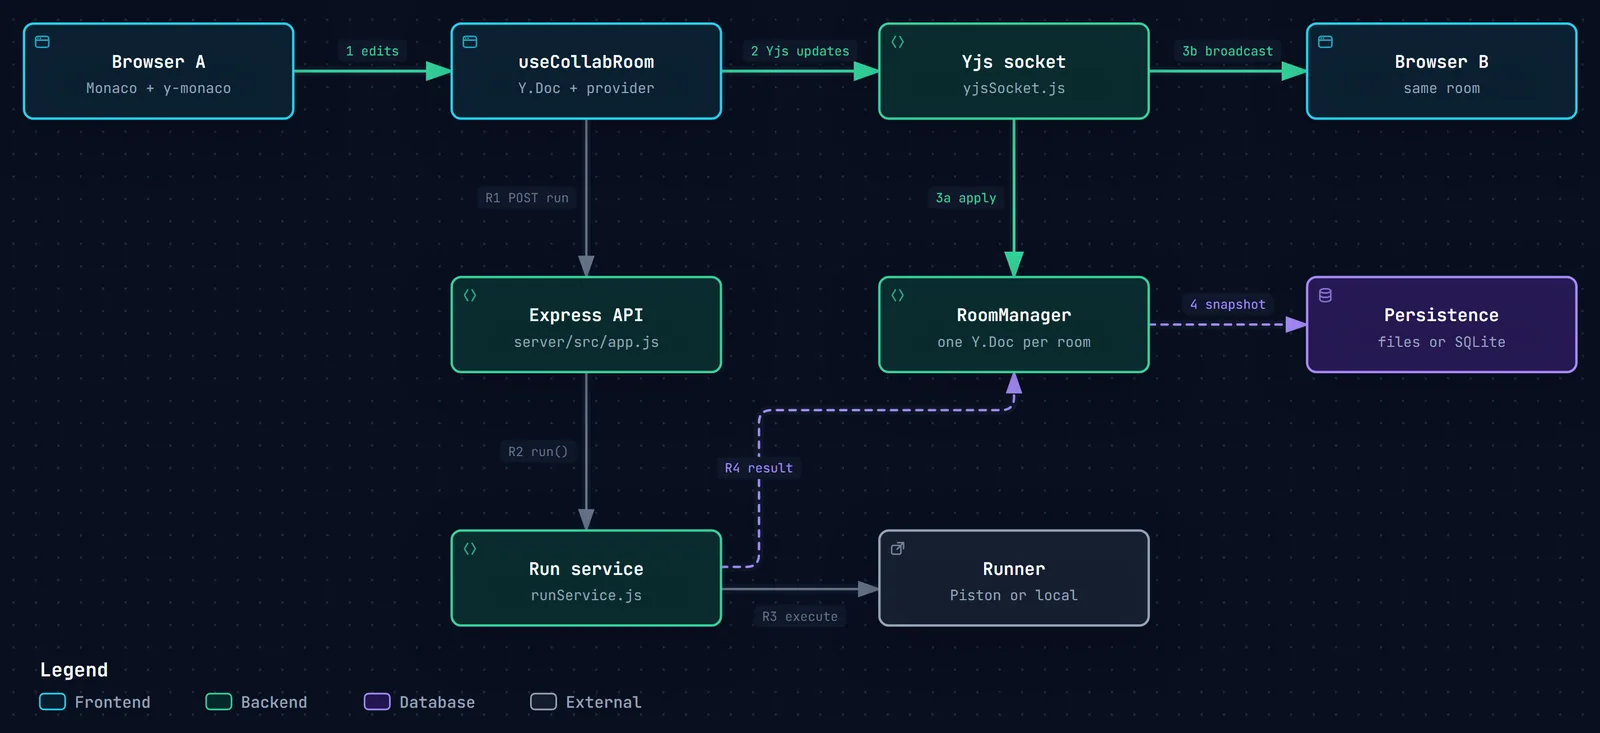 Browser A
Monaco + y-monaco
1 edits
useCollabRoom
Y.Doc + provider
2 Yjs updates
Yjs socket
yjsSocket.js
3b broadcast
Browser B
same room
R1 POST run
3a apply
Express API
server/src/app.js
RoomManager
one Y.Doc per room
4 snapshot
Persistence
files or SQLite
R2 run()
R4 result
Run service
runService.js
R3 execute
Runner
Piston or local
Legend
Frontend
Backend
Database
External